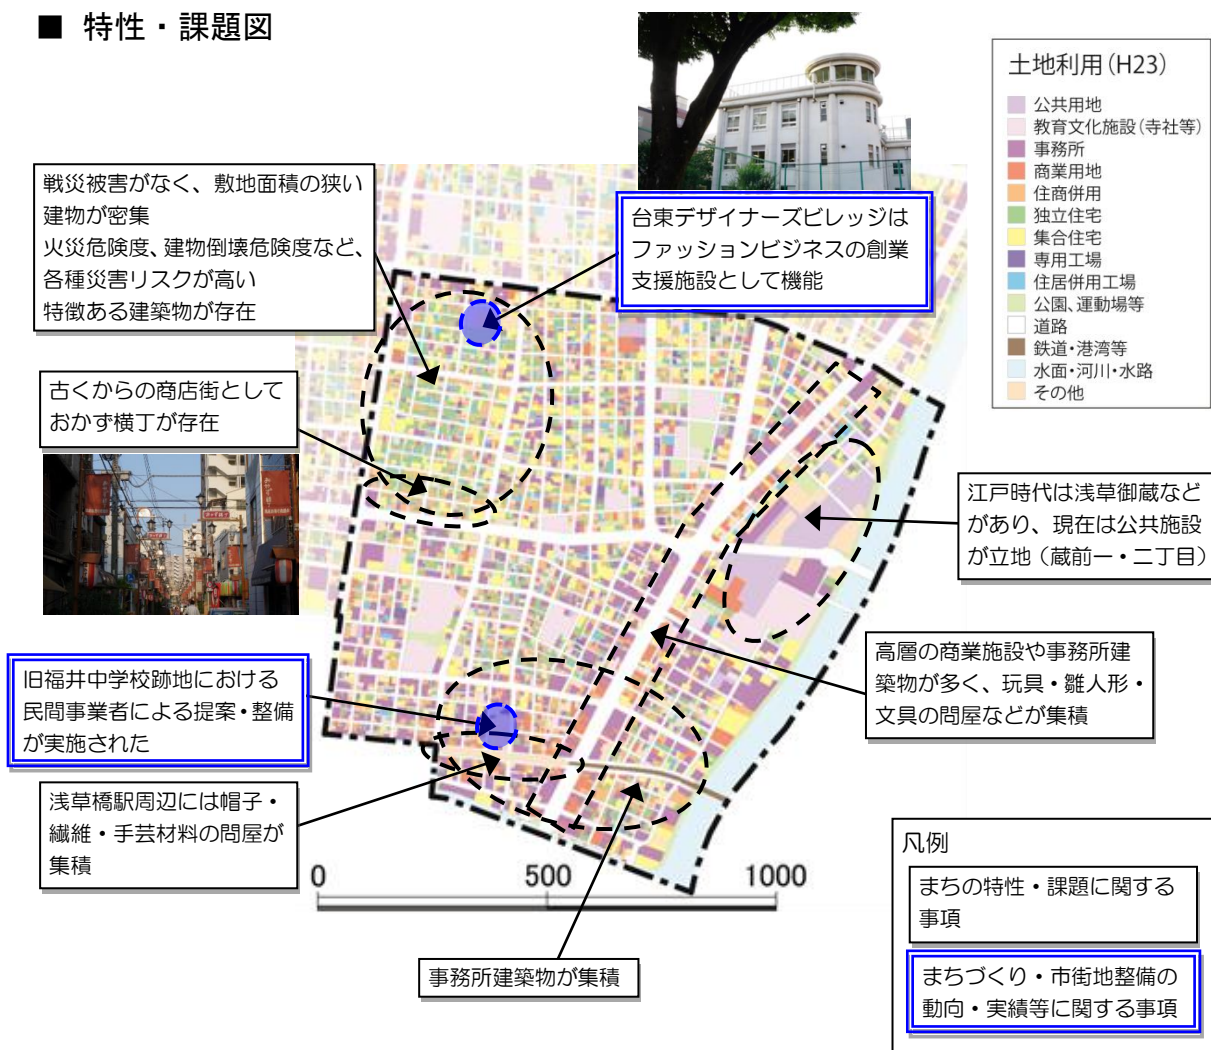 ■ 特性・課題図
土地利用(H23)
公共用地
教育文化施設(寺社等)
事務所
商業用地
住商併用
独立住宅
集合住宅
専用工場
住居併用工場
公園、運動場等
道路
鉄道・港湾等
水面・河川・水路
その他
戦災被害がなく、敷地面積の狭い
建物が密集
火災危険度、建物倒壊危険度など、
各種災害リスクが高い
特徴ある建築物が存在
台東デザイナーズビレッジは
ファッションビジネスの創業
支援施設として機能
古くからの商店街として
おかず横丁が存在
江戸時代は浅草御蔵など
があり、現在は公共施設
が立地（蔵前一・二丁目）
高層の商業施設や事務所建
築物が多く、玩具・雛人形・
文具の問屋などが集積
旧福井中学校跡地における
民間事業者による提案・整備
が実施された
浅草橋駅周辺には帽子・
繊維・手芸材料の問屋が
集積
0 500 1000
事務所建築物が集積
凡例
まちの特性・課題に関する
事項
まちづくり・市街地整備の
動向・実績等に関する事項